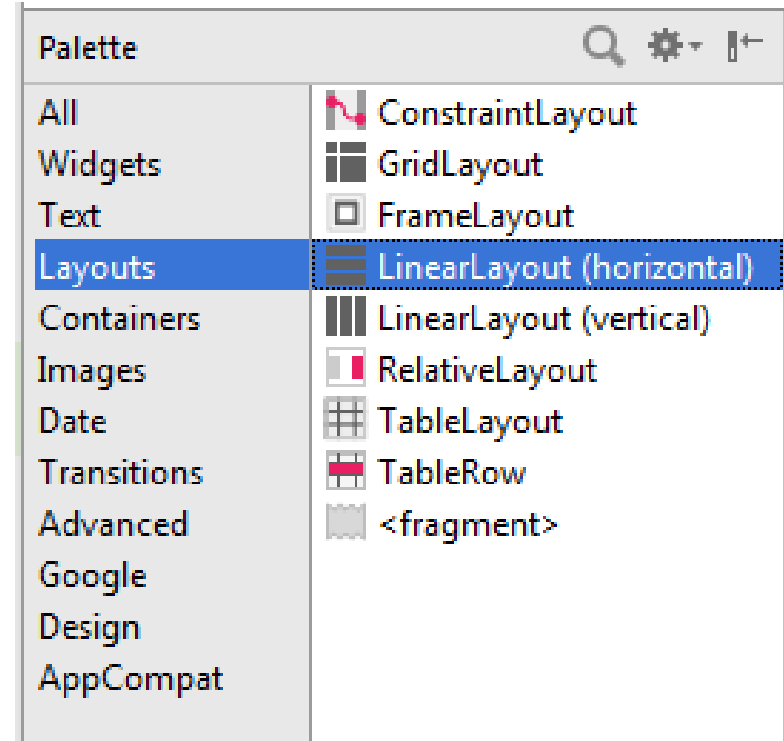 Palette
All
Widgets
Text
Layouts
Containers
Images
Date
Transitions
Advanced
Google
Design
AppCompat
ConstraintLayout
GridLayout
FrameLayout
LinearLayout (horizontal)
LinearLayout (vertical)
RelativeLayout
TableLayout
TableRow
<fragment>